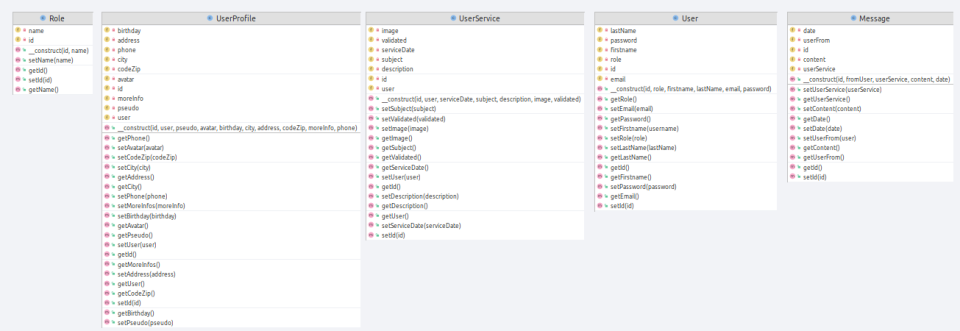 Role
name
id
__construct(id, name)
setName(name)
getId()
setId(id)
getName()
UserProfile
birthday
address
phone
city
codeZip
avatar
id
moreInfo
pseudo
user
__construct(id, user, pseudo, avatar, birthday, city, address, codeZip, moreInfo, phone)
getPhone()
setAvatar(avatar)
setCodeZip(codeZip)
setCity(city)
getAddress()
getCity()
setPhone(phone)
setMoreInfos(moreInfo)
setBirthday(birthday)
getAvatar()
getPseudo()
setUser(user)
getId()
getMoreInfos()
setAddress(address)
getUser()
getCodeZip()
setId(id)
getBirthday()
setPseudo(pseudo)
UserService
image
validated
serviceDate
subject
description
id
user
__construct(id, user, serviceDate, subject, description, image, validated)
setSubject(subject)
setValidated(validated)
setImage(image)
getImage()
getSubject()
getValidated()
getServiceDate()
setUser(user)
getId()
setDescription(description)
getDescription()
getUser()
setServiceDate(serviceDate)
setId(id)
User
lastName
password
firstname
role
id
email
__construct(id, role, firstname, lastName, email, password)
getRole()
setEmail(email)
getPassword()
setFirstname(username)
setRole(role)
setLastName(lastName)
getLastName()
getId()
getFirstname()
setPassword(password)
getEmail()
setId(id)
Message
date
userFrom
id
content
userService
__construct(id, fromUser, userService, content, date)
setUserService(userService)
getUserService()
setContent(content)
getDate()
setDate(date)
setUserFrom(user)
getContent()
getUserFrom()
getId()
setId(id)